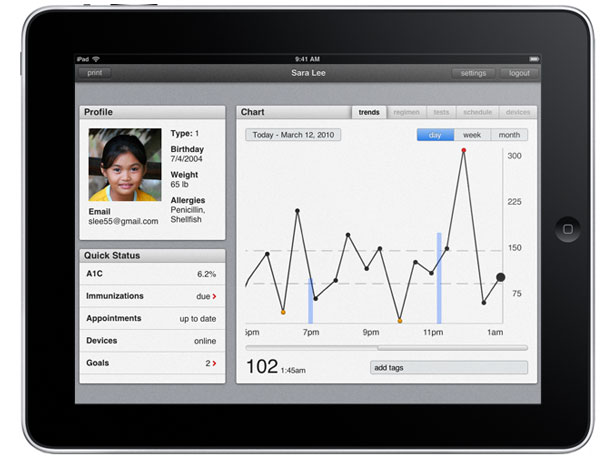 iPad 9:41 AM
print Sara Lee settings logout
Profile
Type: 1
Birthday
7/4/2004
Weight
65 lb
Allergies
Penicillin,
Shellfish
Email
slee55@gmail.com
Quick Status
A1C 6.2%
Immunizations due >
Appointments up to date
Devices online
Goals 2 >
Chart trends regimen tests schedule devices
Today - March 12, 2010 day week month
300
225
150
75
5pm 7pm 9pm 11pm 1am
102 1:45am add tags